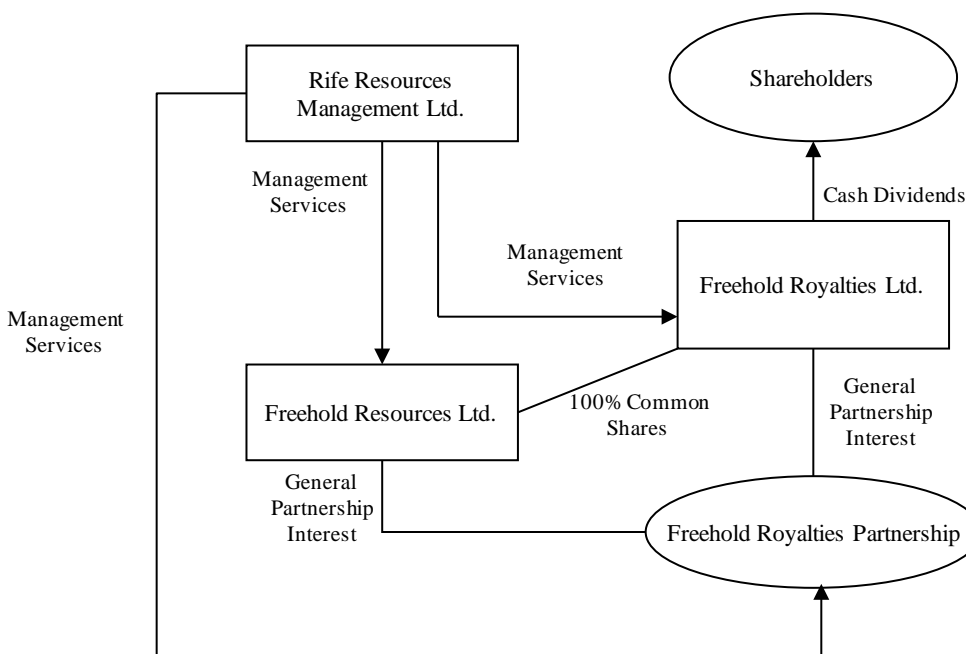 Rife Resources
Management Ltd.
Shareholders
Management
Services
Cash Dividends
Management
Services
Freehold Royalties Ltd.
Management
Services
Freehold Resources Ltd.
100% Common
Shares
General
Partnership
Interest
General
Partnership
Interest
Freehold Royalties Partnership